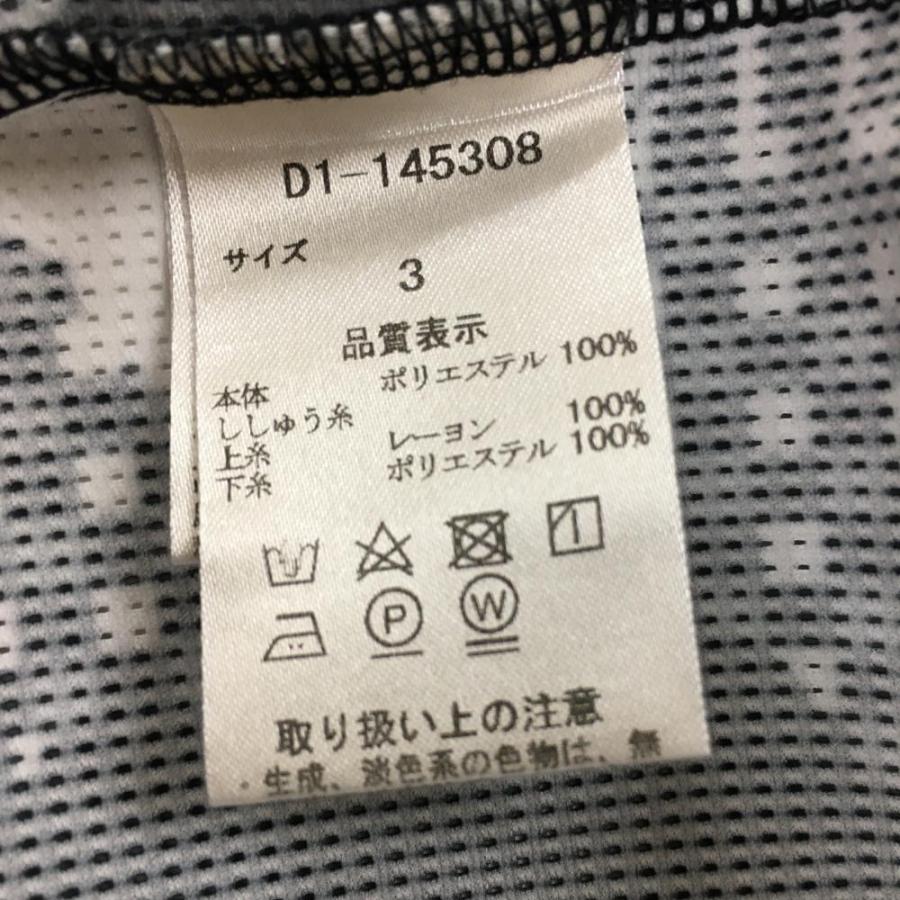 D1-145308
サイズ
3
品質表示
本体 ポリエステル 100%
ししゅう糸
上糸 レーヨン 100%
下糸 ポリエステル 100%
P W
取り扱い上の注意
・生成、淡色系の色物は、無